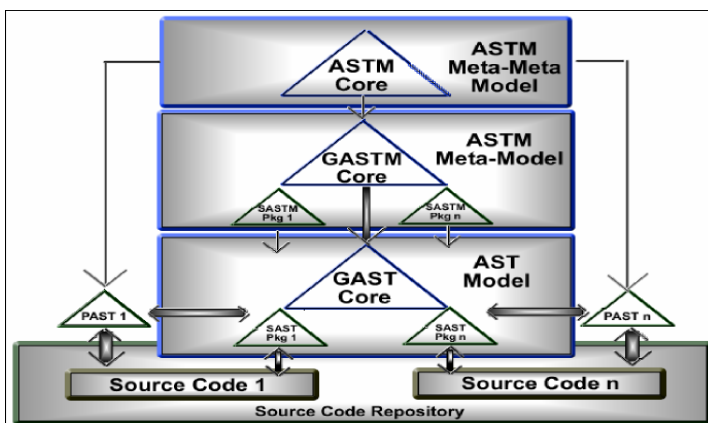 ASTM
Core
ASTM
Meta-Meta
Model
GASTM
Core
ASTM
Meta-Model
SASTM
Pkg 1
SASTM
Pkg n
GAST
Core
AST
Model
PAST 1
SAST
Pkg 1
SAST
Pkg n
PAST n
Source Code 1
Source Code n
Source Code Repository